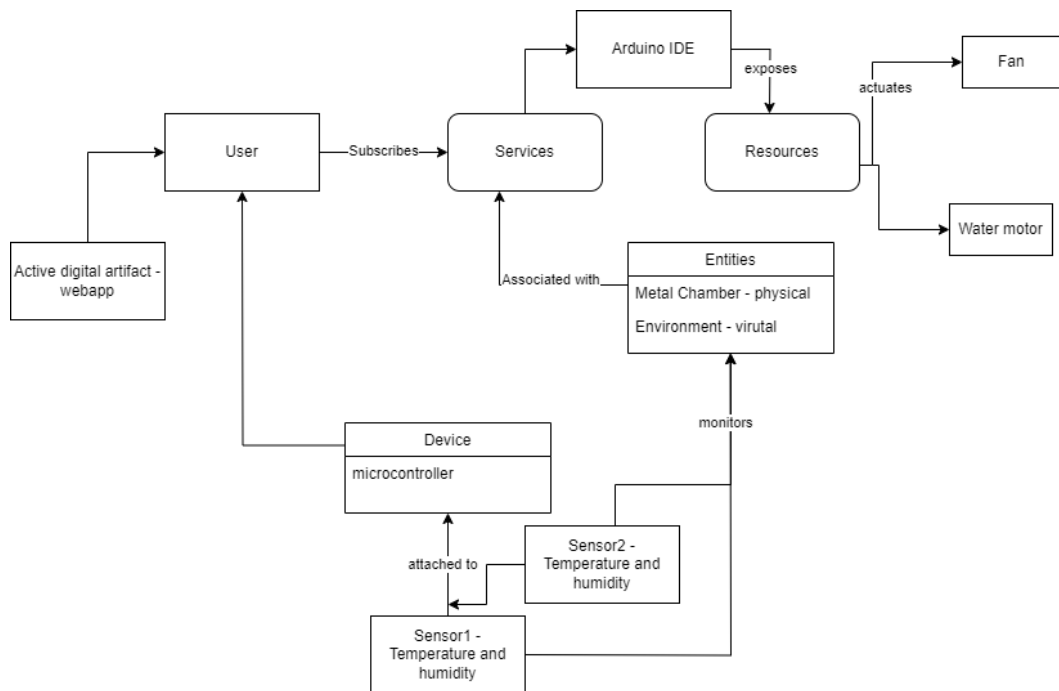 Arduino IDE
exposes
Fan
actuates
User
Subscribes
Services
Resources
Water motor
Active digital artifact -
webapp
Entities
Associated with
Metal Chamber - physical
Environment - virutal
monitors
Device
microcontroller
attached to
Sensor2 -
Temperature and
humidity
Sensor1 -
Temperature and
humidity